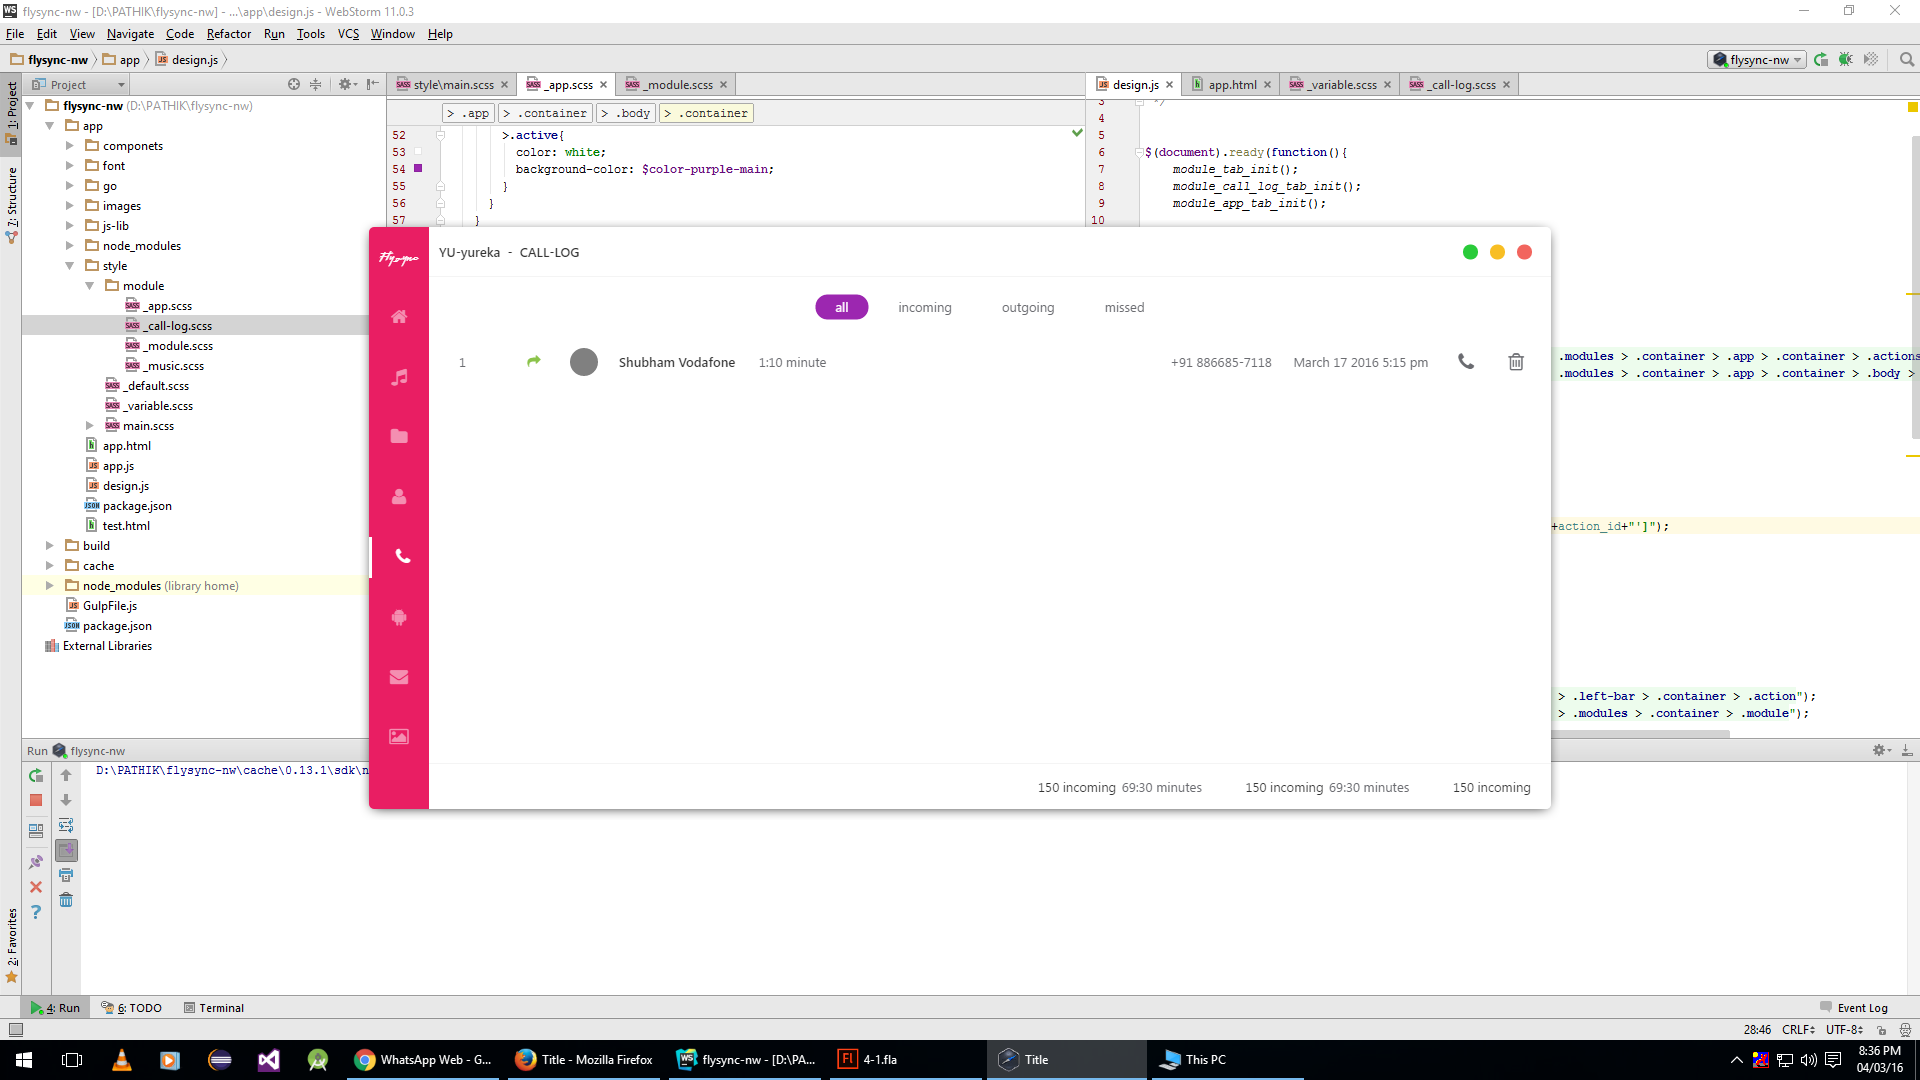 flysync-nw - [D:\PATHIK\flysync-nw] - ...\app\design.js - WebStorm 11.0.3
File Edit View Navigate Code Refactor Run Tools VCS Window Help
flysync-nw app design.js flysync-nw
1: Project
Project
style\main.scss _app.scss _module.scss
design.js app.html _variable.scss _call-log.scss
flysync-nw (D:\PATHIK\flysync-nw)
app
componets
font
go
images
js-lib
node_modules
style
module
_app.scss
_call-log.scss
_module.scss
_music.scss
_default.scss
_variable.scss
main.scss
app.html
app.js
design.js
package.json
test.html
build
cache
node_modules (library home)
GulpFile.js
package.json
External Libraries
7: Structure
2: Favorites
> .app > .container > .body > .container
52 >.active{
53 color: white;
54 background-color: $color-purple-main;
55 }
56 }
57 }
3 */
4
5
6 $(document).ready(function(){
7 module_tab_init();
8 module_call_log_tab_init();
9 module_app_tab_init();
10
.modules > .container > .app > .container > .actions
.modules > .container > .app > .container > .body >
+action_id+"']");
> .left-bar > .container > .action");
> .modules > .container > .module");
Flysync
YU-yureka - CALL-LOG
all incoming outgoing missed
1 Shubham Vodafone 1:10 minute +91 886685-7118 March 17 2016 5:15 pm
150 incoming 69:30 minutes 150 incoming 69:30 minutes 150 incoming
Run flysync-nw
D:\PATHIK\flysync-nw\cache\0.13.1\sdk\n
4: Run 6: TODO Terminal Event Log
28:46 CRLF UTF-8
WhatsApp Web - G... Title - Mozilla Firefox flysync-nw - [D:\PA... 4-1.fla Title This PC
8:36 PM
04/03/16